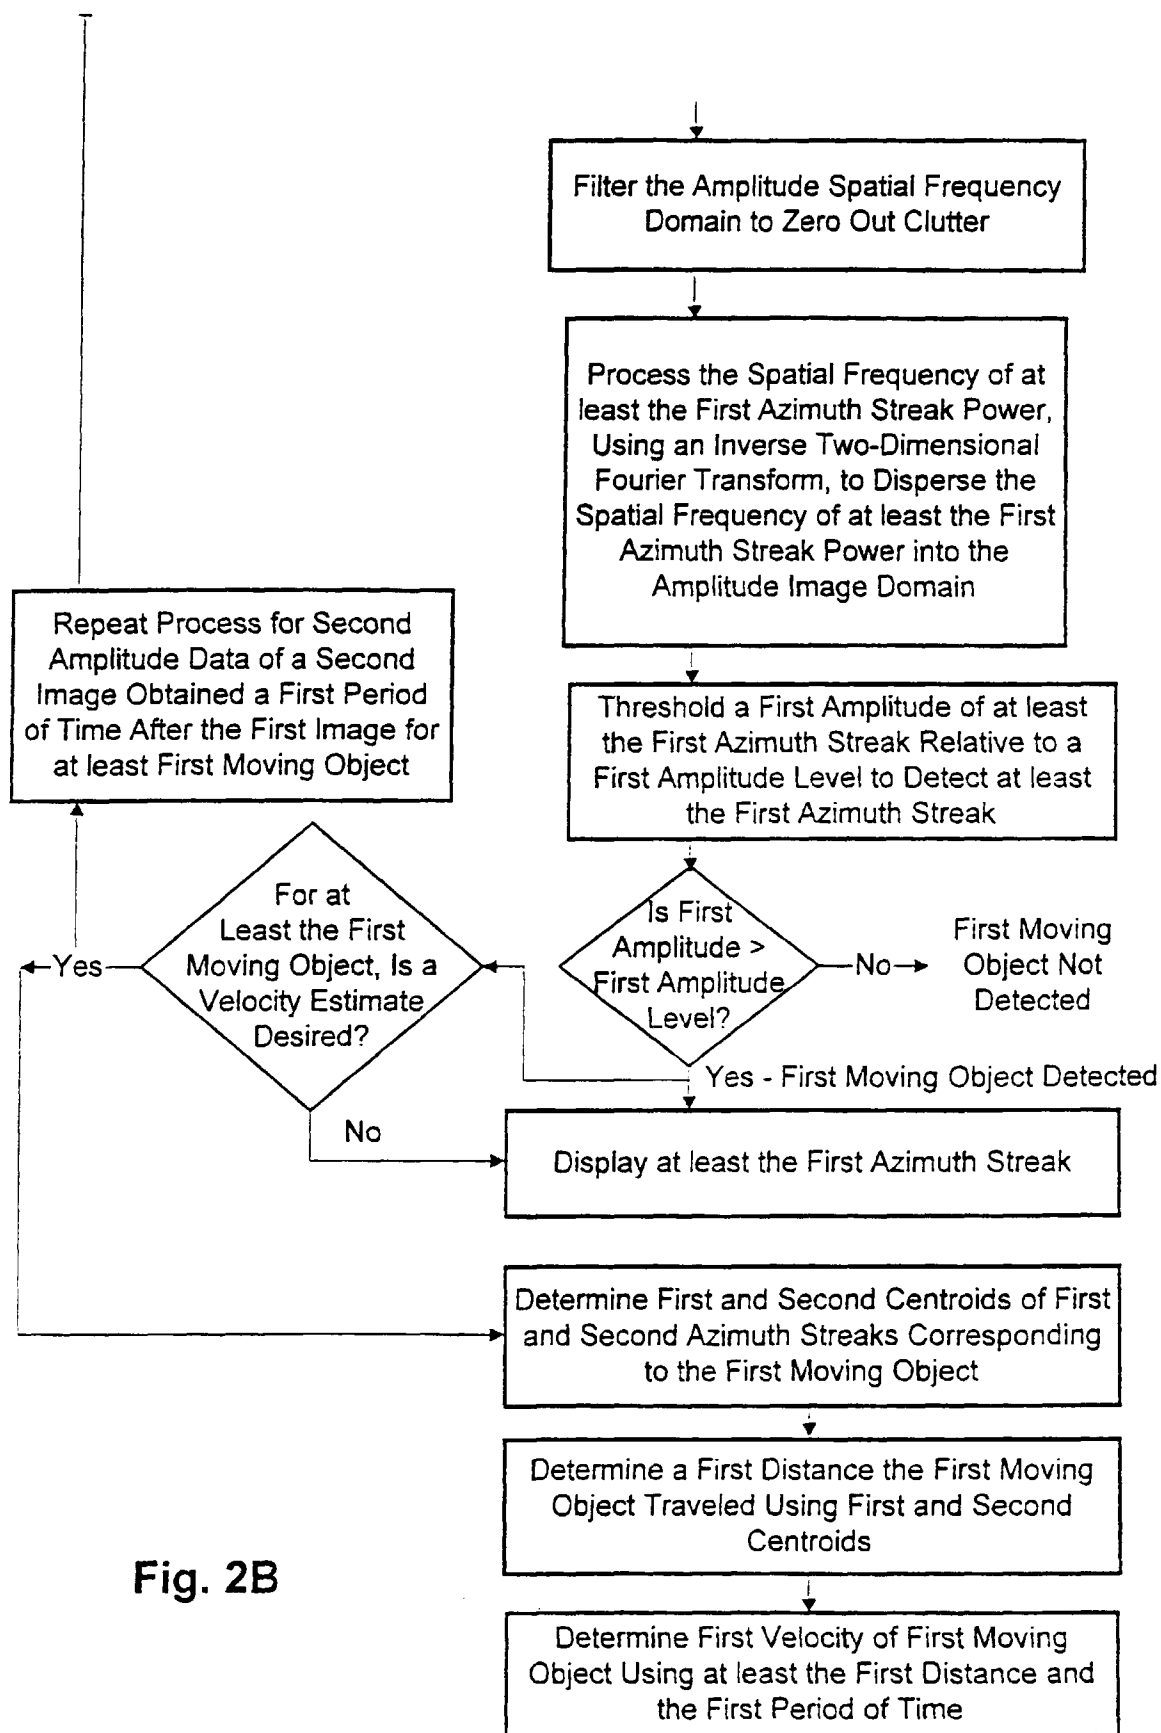 Filter the Amplitude Spatial Frequency
Domain to Zero Out Clutter
Process the Spatial Frequency of at
least the First Azimuth Streak Power,
Using an Inverse Two-Dimensional
Fourier Transform, to Disperse the
Spatial Frequency of at least the First
Azimuth Streak Power into the
Amplitude Image Domain
Repeat Process for Second
Amplitude Data of a Second
Image Obtained a First Period
of Time After the First Image for
at least First Moving Object
Threshold a First Amplitude of at least
the First Azimuth Streak Relative to a
First Amplitude Level to Detect at least
the First Azimuth Streak
For at
Least the First
Moving Object, Is a
Velocity Estimate
Desired?
Yes
Is First
Amplitude >
First Amplitude
Level?
No
First Moving
Object Not
Detected
Yes - First Moving Object Detected
No
Display at least the First Azimuth Streak
Determine First and Second Centroids of First
and Second Azimuth Streaks Corresponding
to the First Moving Object
Determine a First Distance the First Moving
Object Traveled Using First and Second
Centroids
Fig. 2B
Determine First Velocity of First Moving
Object Using at least the First Distance and
the First Period of Time